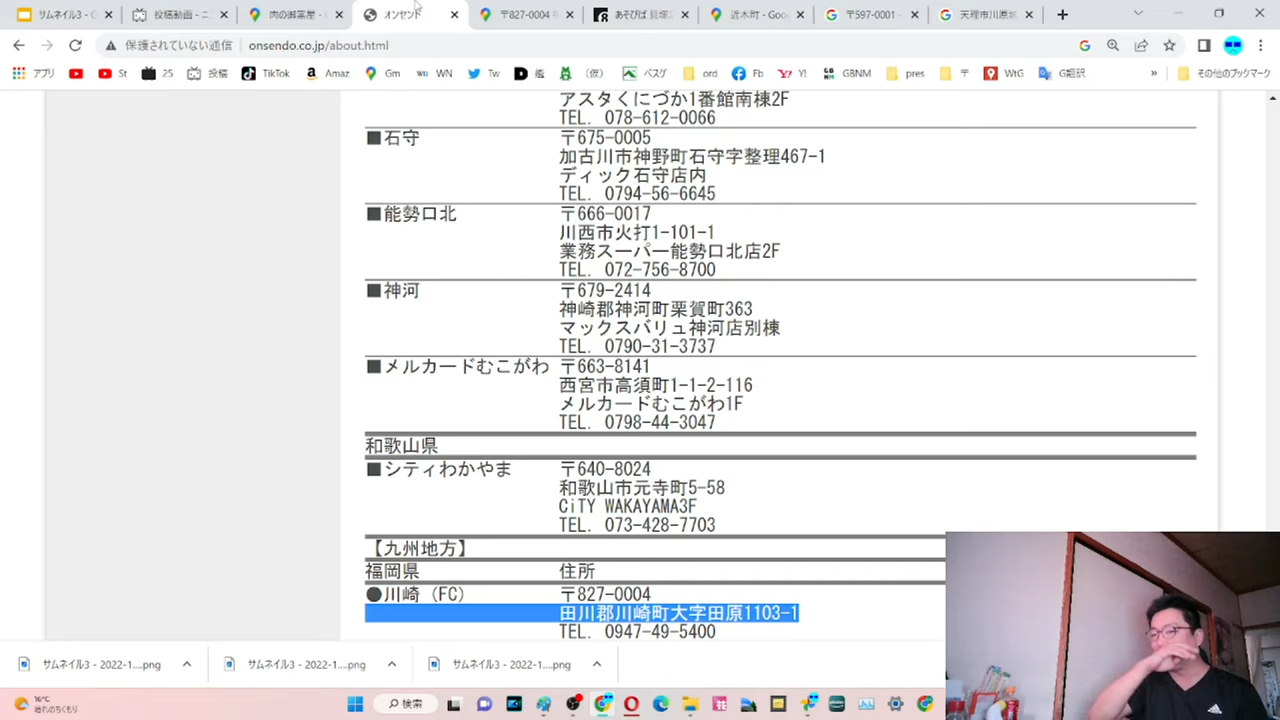 サムネイル3 - G
投稿動画 - ニ
肉の御富屋 -
オンセンド
〒827-0004
あそびば 貝塚
近木町 - Goo
〒597-0001 -
天理市川原城
保護されていない通信
onsendo.co.jp/about.html
アプリ
St
25
投稿
TikTok
Amaz
Gm
WN
Tw
艦
(仮)
ベスゲ
ord
Fb
Y!
GBNM
pres
〒
WtG
G翻訳
»
その他のブックマーク
アスタくにづか1番館南棟2F
TEL. 078-612-0066
■石守
〒675-0005
加古川市神野町石守字整理467-1
ディック石守店内
TEL. 0794-56-6645
■能勢口北
〒666-0017
川西市火打1-101-1
業務スーパー能勢口北店2F
TEL. 072-756-8700
■神河
〒679-2414
神崎郡神河町栗賀町363
マックスバリュ神河店別棟
TEL. 0790-31-3737
■メルカードむこがわ
〒663-8141
西宮市高須町1-1-2-116
メルカードむこがわ1F
TEL. 0798-44-3047
和歌山県
■シティわかやま
〒640-8024
和歌山市元寺町5-58
CiTY WAKAYAMA3F
TEL. 073-428-7703
【九州地方】
福岡県
住所
●川崎（FC）
〒827-0004
田川郡川崎町大字田原1103-1
TEL. 0947-49-5400
サムネイル3 - 2022-1....png
サムネイル3 - 2022-1....png
サムネイル3 - 2022-1....png
16°C
晴れのちくもり
検索
adidas